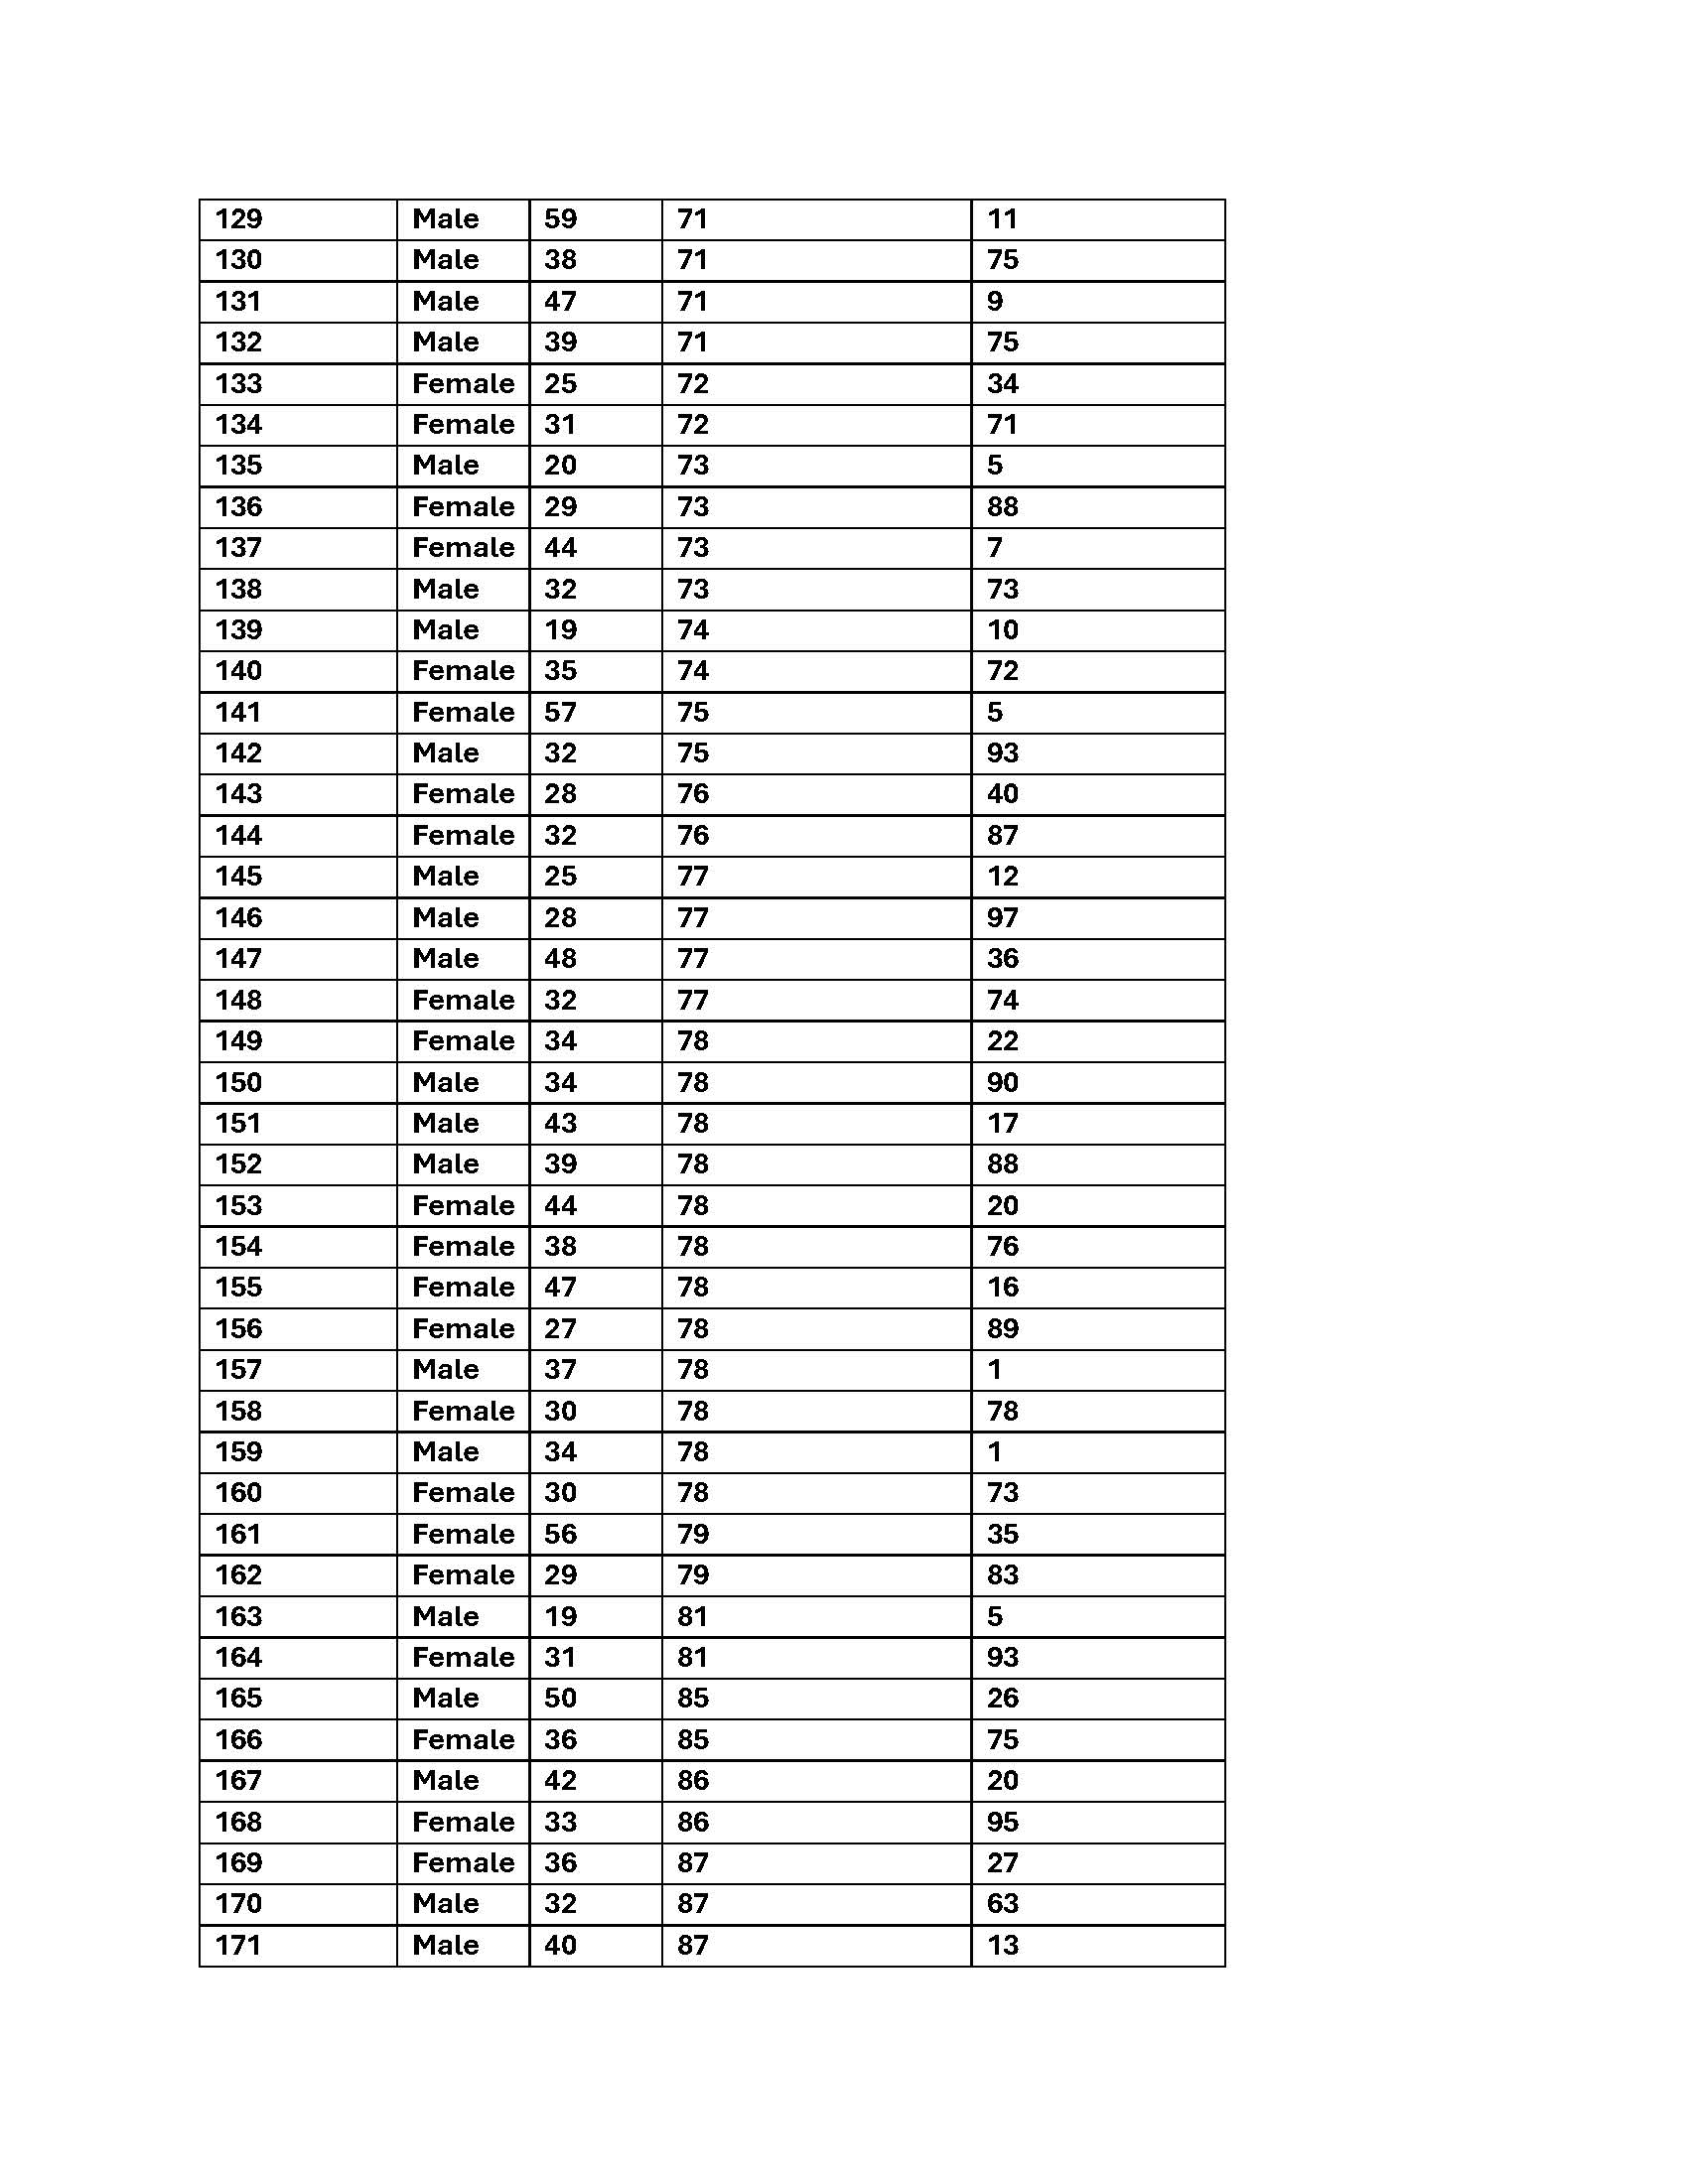 129 Male 59 71 11
130 Male 38 71 75
131 Male 47 71 9
132 Male 39 71 75
133 Female 25 72 34
134 Female 31 72 71
135 Male 20 73 5
136 Female 29 73 88
137 Female 44 73 7
138 Male 32 73 73
139 Male 19 74 10
140 Female 35 74 72
141 Female 57 75 5
142 Male 32 75 93
143 Female 28 76 40
144 Female 32 76 87
145 Male 25 77 12
146 Male 28 77 97
147 Male 48 77 36
148 Female 32 77 74
149 Female 34 78 22
150 Male 34 78 90
151 Male 43 78 17
152 Male 39 78 88
153 Female 44 78 20
154 Female 38 78 76
155 Female 47 78 16
156 Female 27 78 89
157 Male 37 78 1
158 Female 30 78 78
159 Male 34 78 1
160 Female 30 78 73
161 Female 56 79 35
162 Female 29 79 83
163 Male 19 81 5
164 Female 31 81 93
165 Male 50 85 26
166 Female 36 85 75
167 Male 42 86 20
168 Female 33 86 95
169 Female 36 87 27
170 Male 32 87 63
171 Male 40 87 13